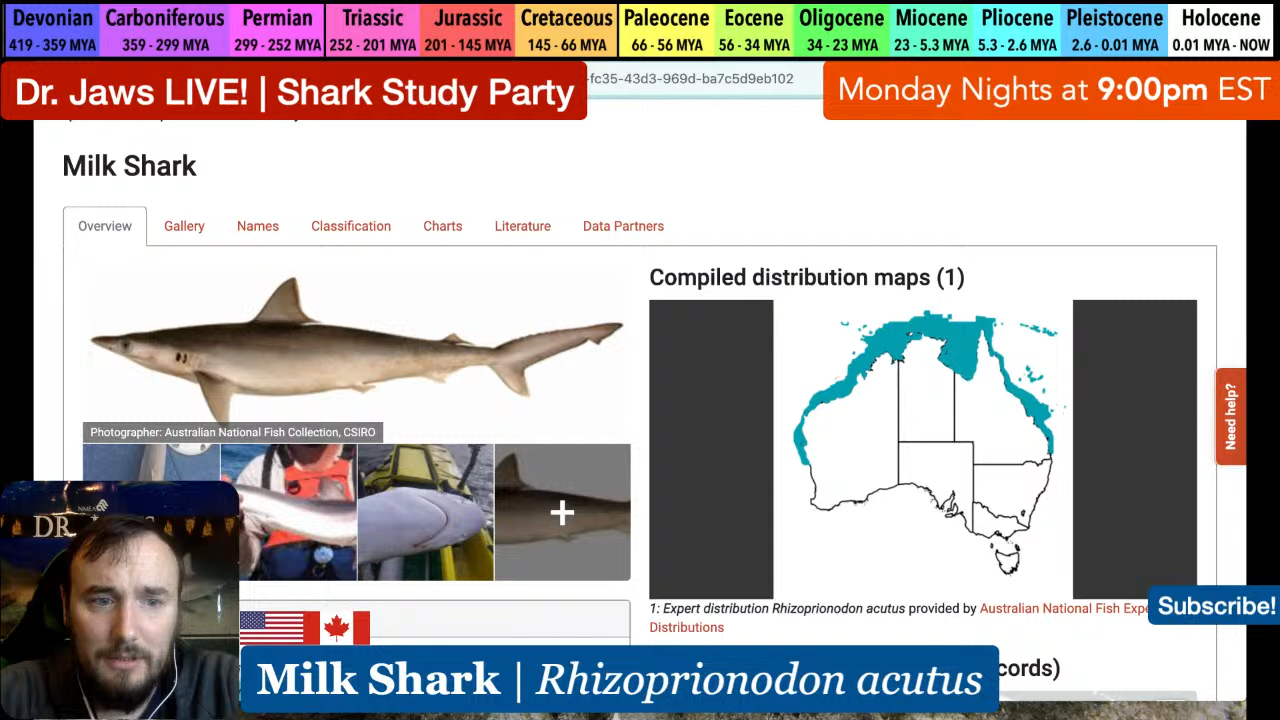 Devonian Carboniferous Permian Triassic Jurassic Cretaceous Paleocene Eocene Oligocene Miocene Pliocene Pleistocene Holocene
419 - 359 MYA 359 - 299 MYA 299 - 252 MYA 252 - 201 MYA 201 - 145 MYA 145 - 66 MYA 66 - 56 MYA 56 - 34 MYA 34 - 23 MYA 23 - 5.3 MYA 5.3 - 2.6 MYA 2.6 - 0.01 MYA 0.01 MYA - NOW
Dr. Jaws LIVE! | Shark Study Party
-fc35-43d3-969d-ba7c5d9eb102
Monday Nights at 9:00pm EST
Milk Shark
Overview Gallery Names Classification Charts Literature Data Partners
Compiled distribution maps (1)
Photographer: Australian National Fish Collection, CSIRO
Need help?
+
NMEA
DR.
1: Expert distribution Rhizoprionodon acutus provided by Australian National Fish Expe
Distributions
Subscribe!
cords)
Milk Shark | Rhizoprionodon acutus